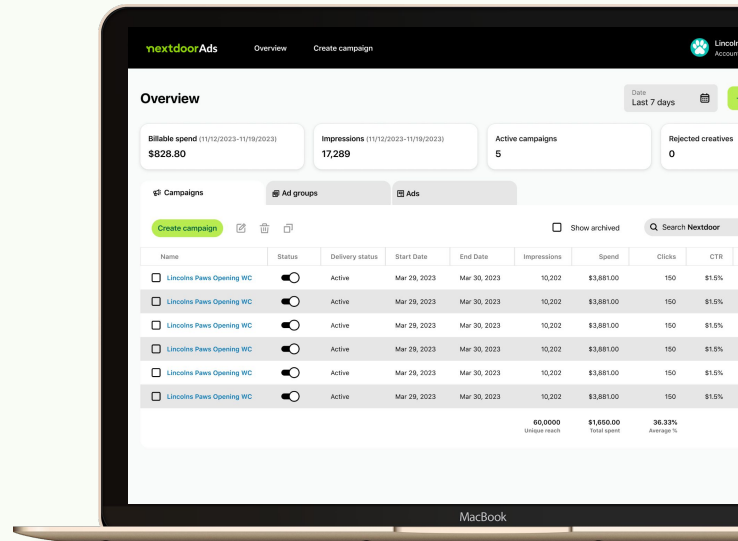 nextdoorAds Overview Create campaign Lincoln
Account
Overview
Date
Last 7 days
Billable spend (11/12/2023-11/19/2023) Impressions (11/12/2023-11/19/2023) Active campaigns Rejected creatives
$828.80 17,289 5 0
Campaigns Ad groups Ads
Create campaign Show archived Search Nextdoor
Name Status Delivery status Start Date End Date Impressions Spend Clicks CTR
Lincolns Paws Opening WC Active Mar 29, 2023 Mar 30, 2023 10,202 $3,881.00 150 $1.5%
Lincolns Paws Opening WC Active Mar 29, 2023 Mar 30, 2023 10,202 $3,881.00 150 $1.5%
Lincolns Paws Opening WC Active Mar 29, 2023 Mar 30, 2023 10,202 $3,881.00 150 $1.5%
Lincolns Paws Opening WC Active Mar 29, 2023 Mar 30, 2023 10,202 $3,881.00 150 $1.5%
Lincolns Paws Opening WC Active Mar 29, 2023 Mar 30, 2023 10,202 $3,881.00 150 $1.5%
Lincolns Paws Opening WC Active Mar 29, 2023 Mar 30, 2023 10,202 $3,881.00 150 $1.5%
60,0000 $1,650.00 36.33%
Unique reach Total spent Average %
MacBook